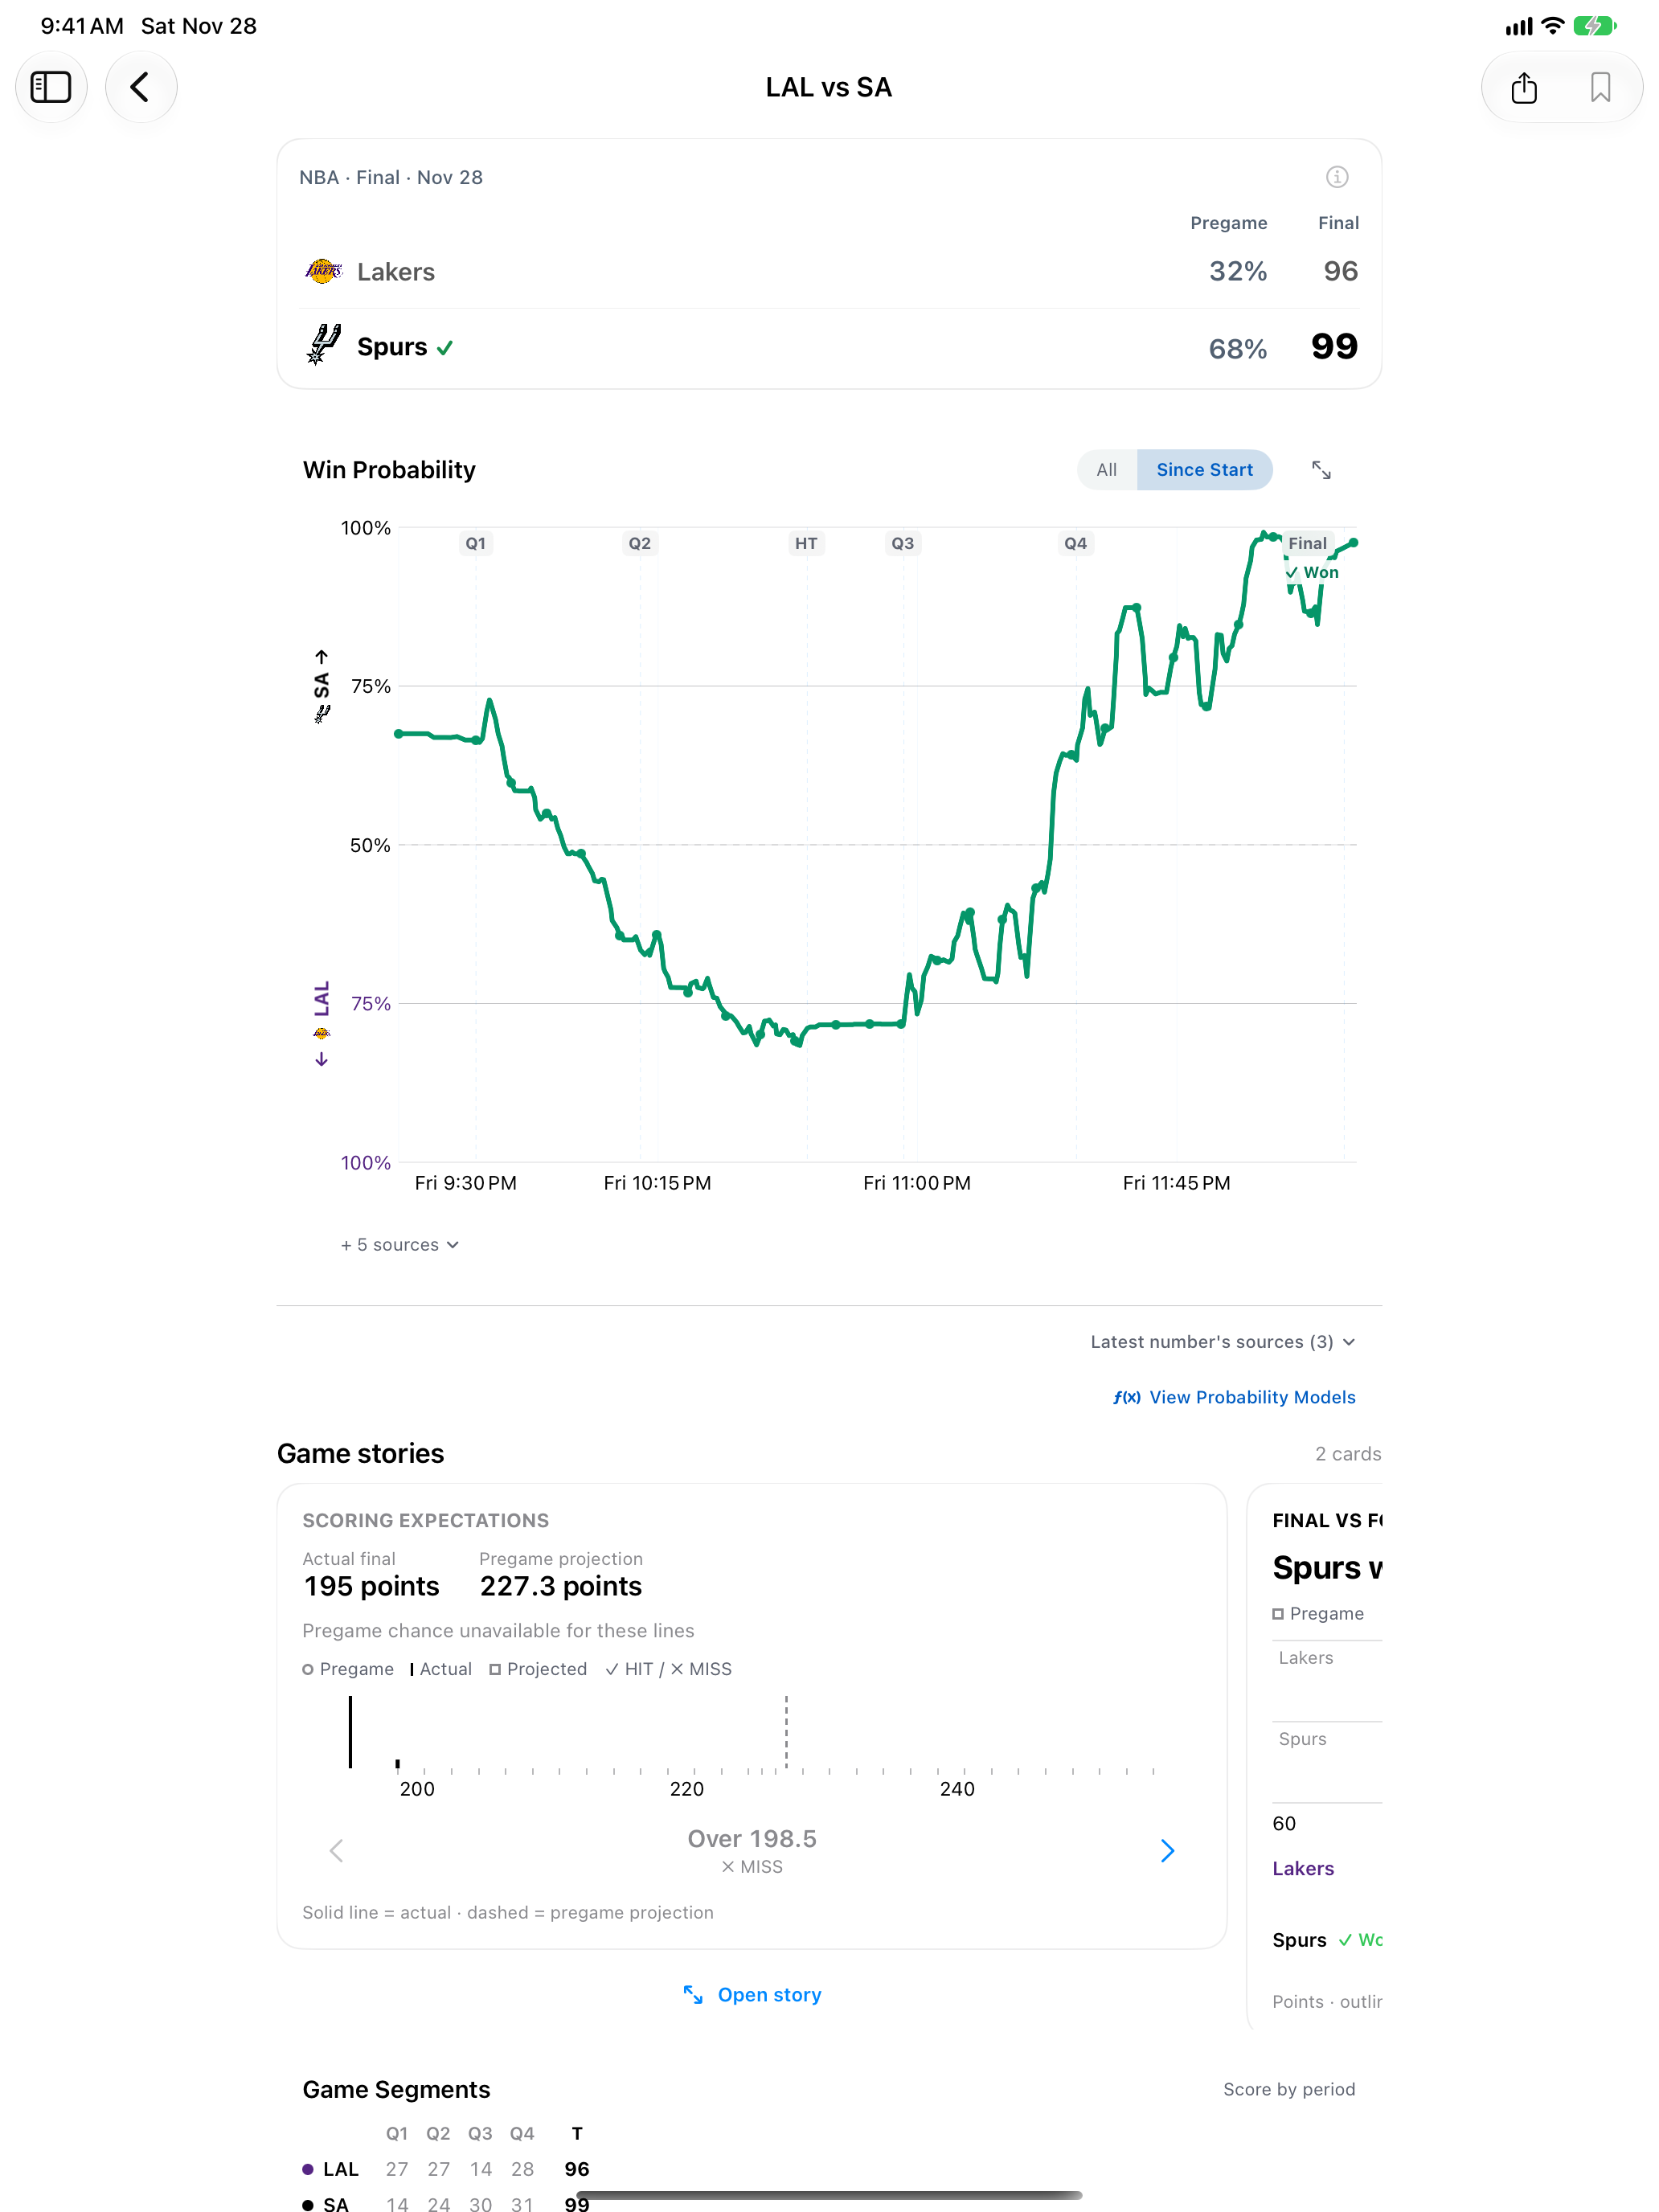 9:41 AM Sat Nov 28
LAL vs SA
NBA · Final · Nov 28
Pregame Final
Lakers 32% 96
Spurs ✓ 68% 99
Win Probability All Since Start
100%
Q1 Q2 HT Q3 Q4 Final
✓ Won
SA →
75%
50%
LAL
75%
100%
Fri 9:30 PM Fri 10:15 PM Fri 11:00 PM Fri 11:45 PM
+ 5 sources
Latest number's sources (3)
f(x) View Probability Models
Game stories 2 cards
SCORING EXPECTATIONS
Actual final Pregame projection
195 points 227.3 points
Pregame chance unavailable for these lines
Pregame Actual Projected ✓ HIT / × MISS
200 220 240
Over 198.5
× MISS
Solid line = actual · dashed = pregame projection
Open story
FINAL VS
Spurs
Pregame
Lakers
Spurs
60
Lakers
Spurs ✓
Points ·
Game Segments Score by period
Q1 Q2 Q3 Q4 T
LAL 27 27 14 28 96
SA 14 24 30 31 99